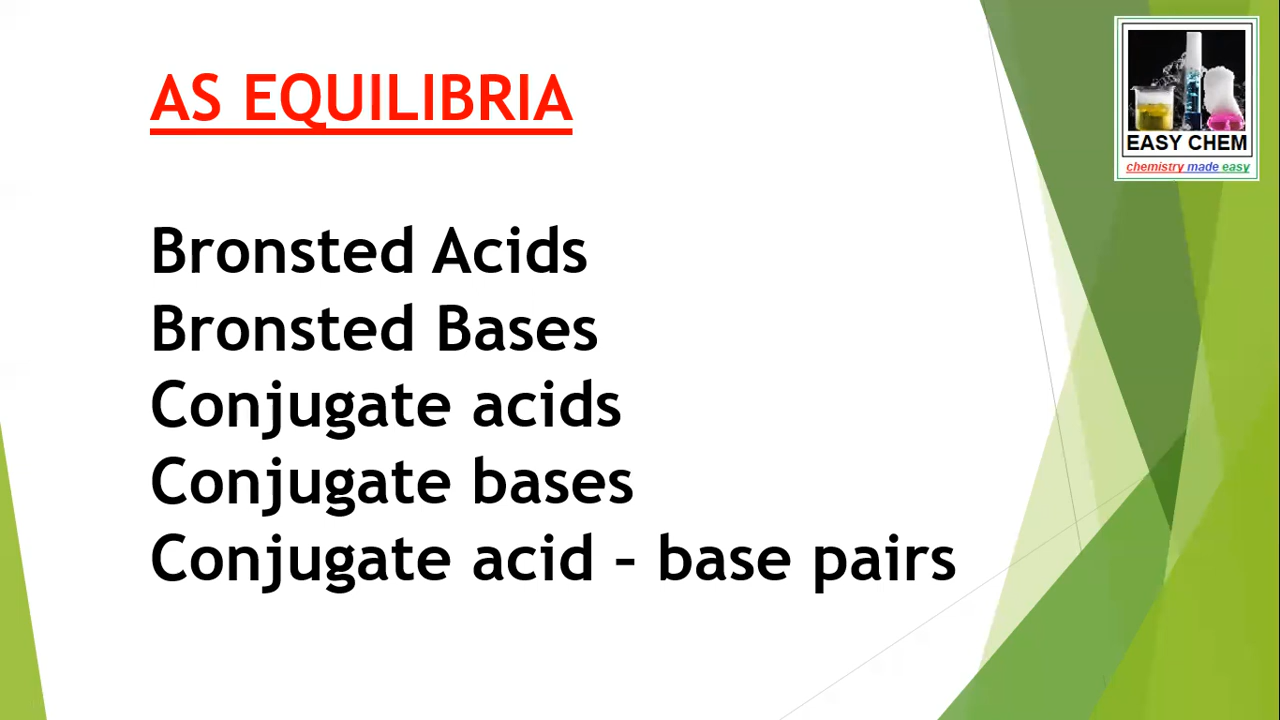 AS EQUILIBRIA
EASY CHEM
chemistry made easy
Bronsted Acids
Bronsted Bases
Conjugate acids
Conjugate bases
Conjugate acid – base pairs